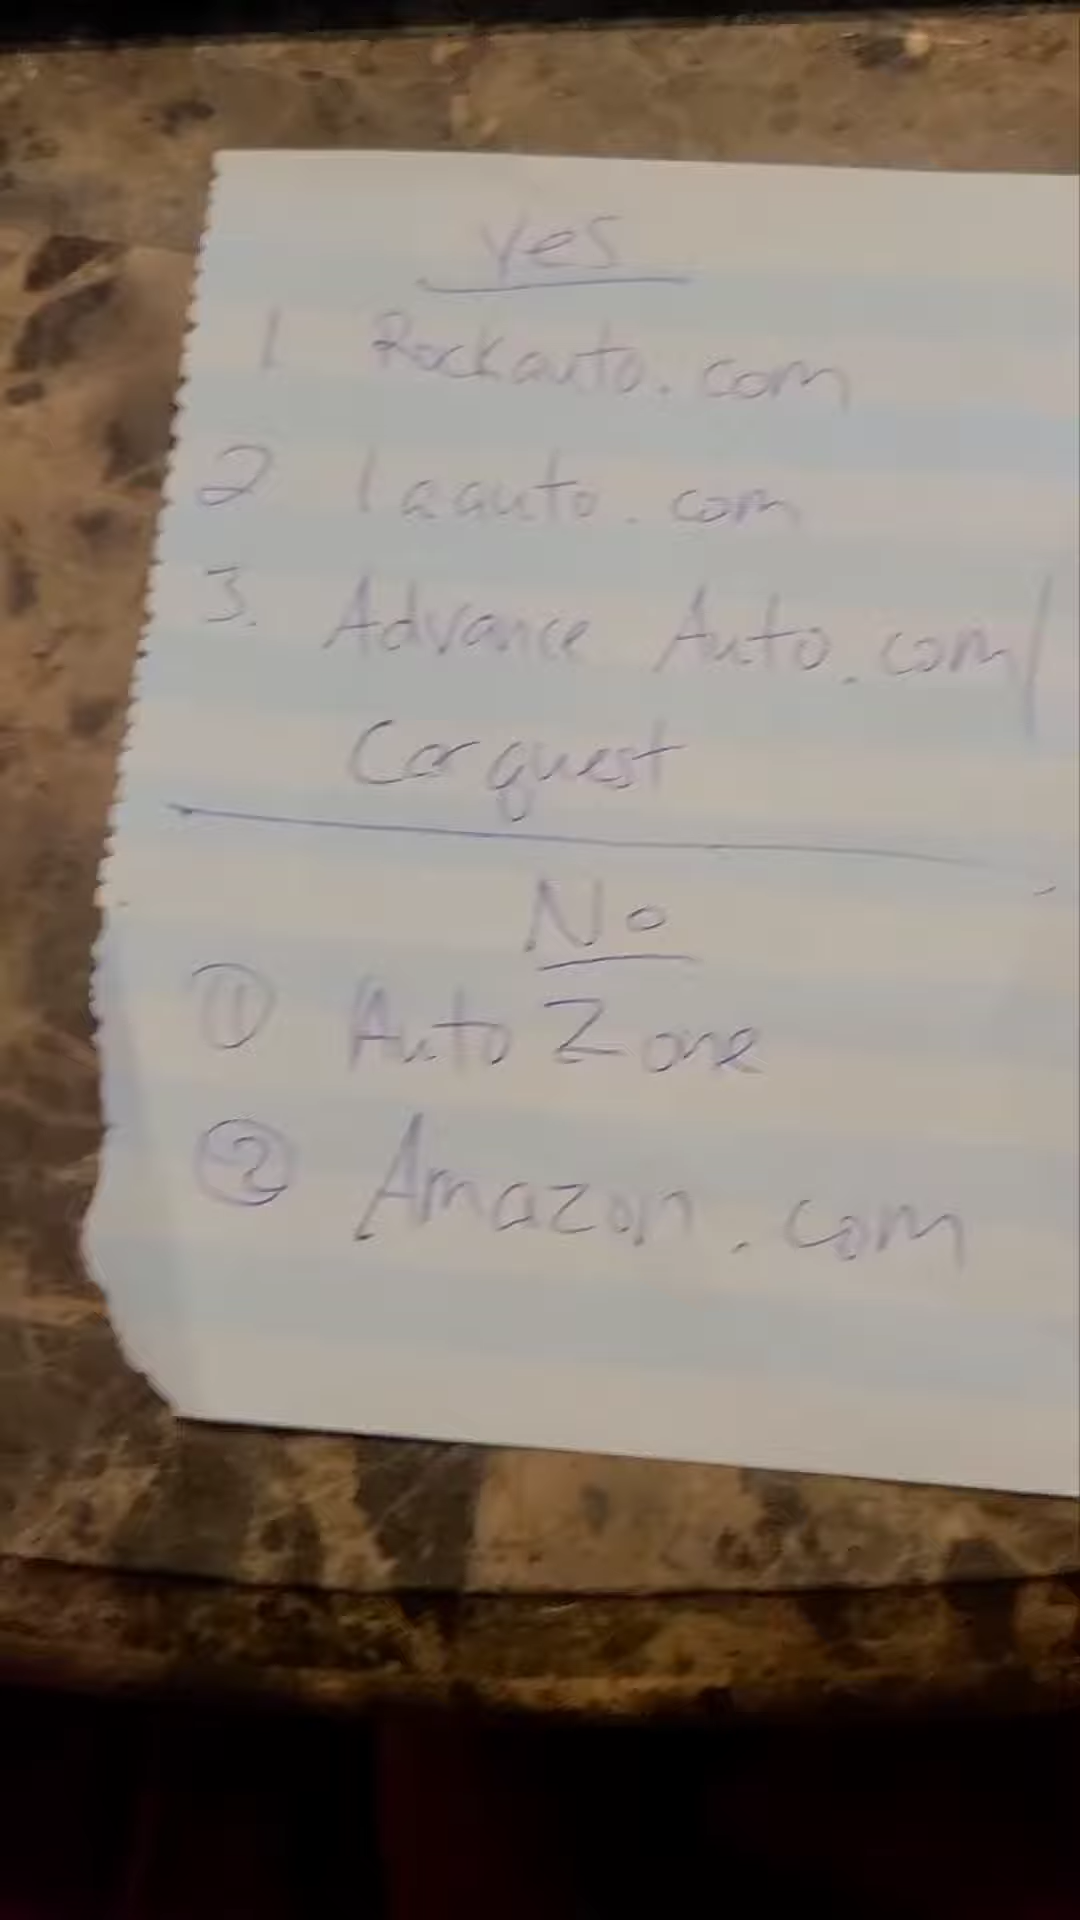 yes
1 Rockauto.com
2 1aauto.com
3. Advance Auto.com/
Carquest
No
① AutoZone
② Amazon.com